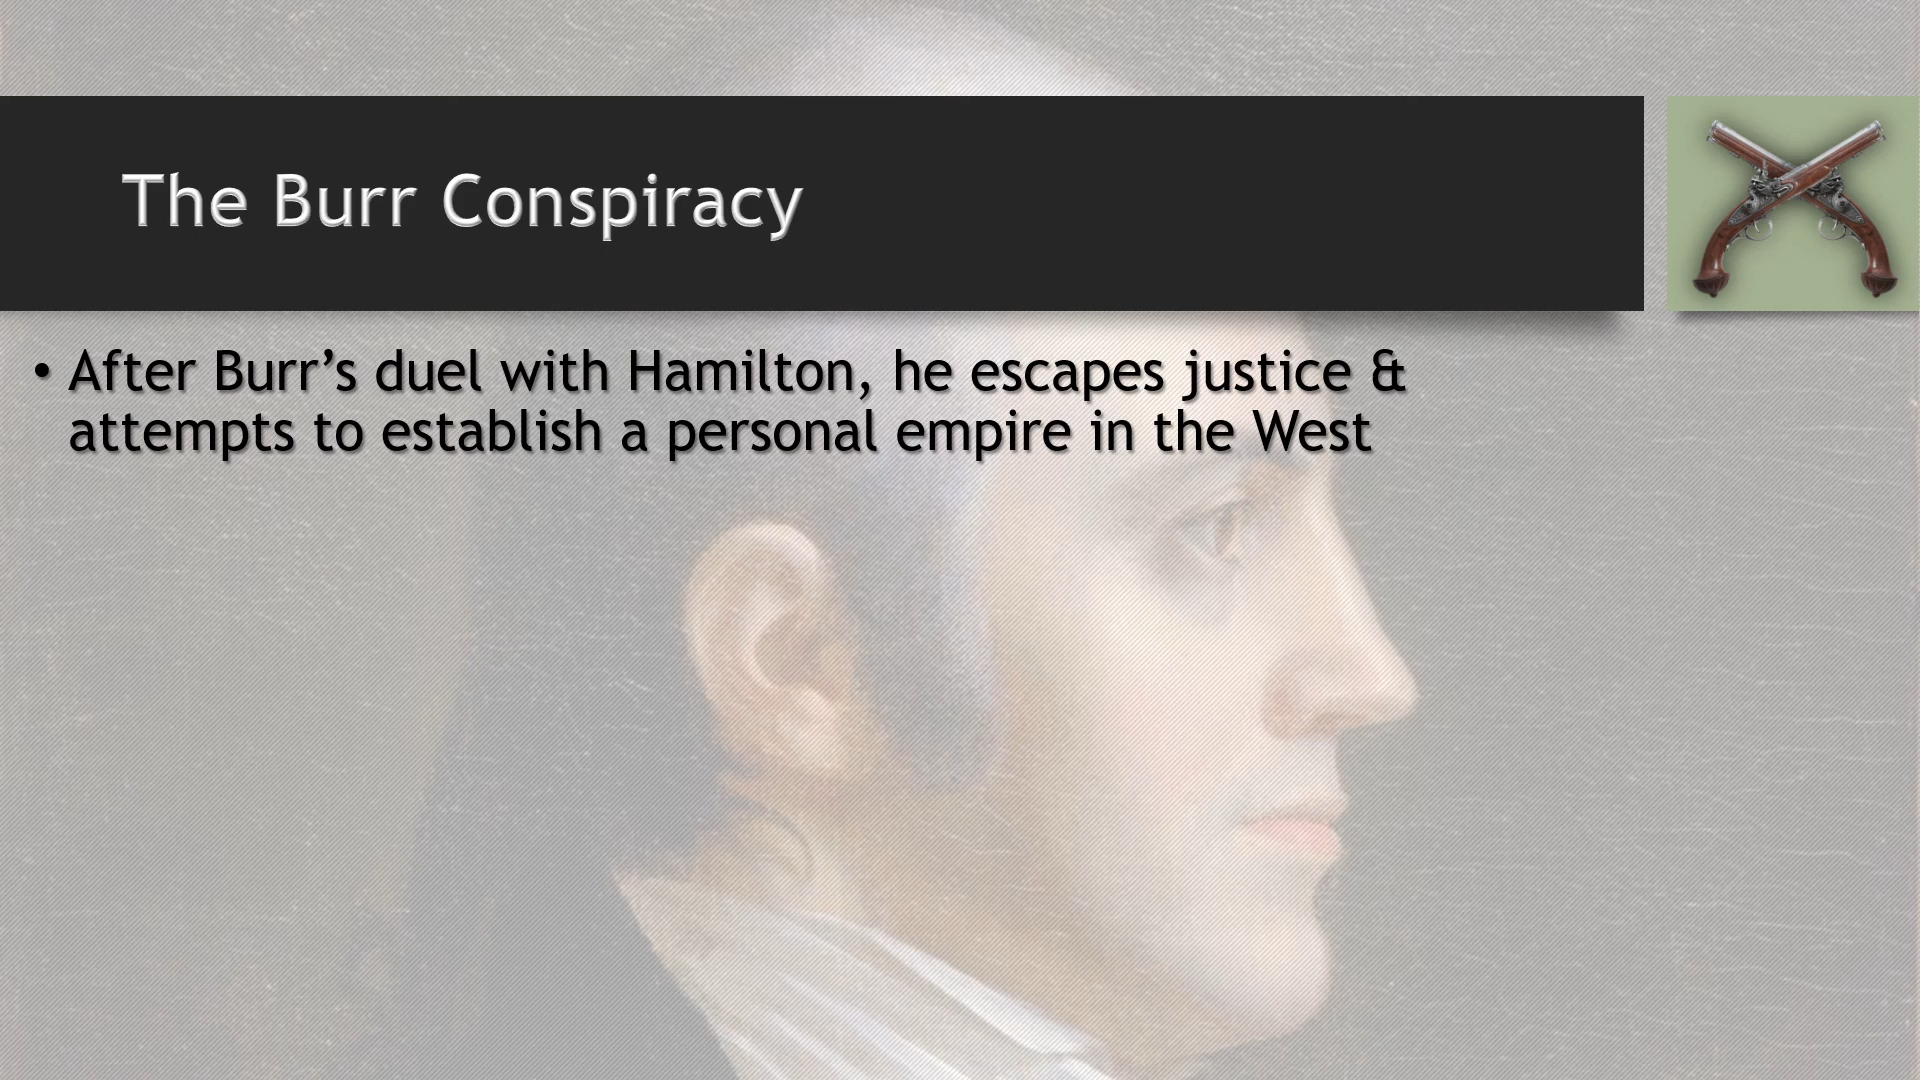 The Burr Conspiracy
• After Burr’s duel with Hamilton, he escapes justice &
attempts to establish a personal empire in the West